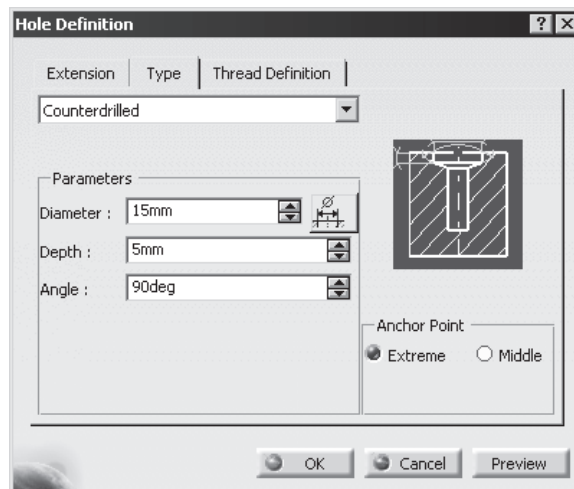 Hole Definition ? X
Extension Type Thread Definition
Counterdrilled
Parameters
Diameter : 15mm
Depth : 5mm
Angle : 90deg
Anchor Point
Extreme Middle
OK Cancel Preview